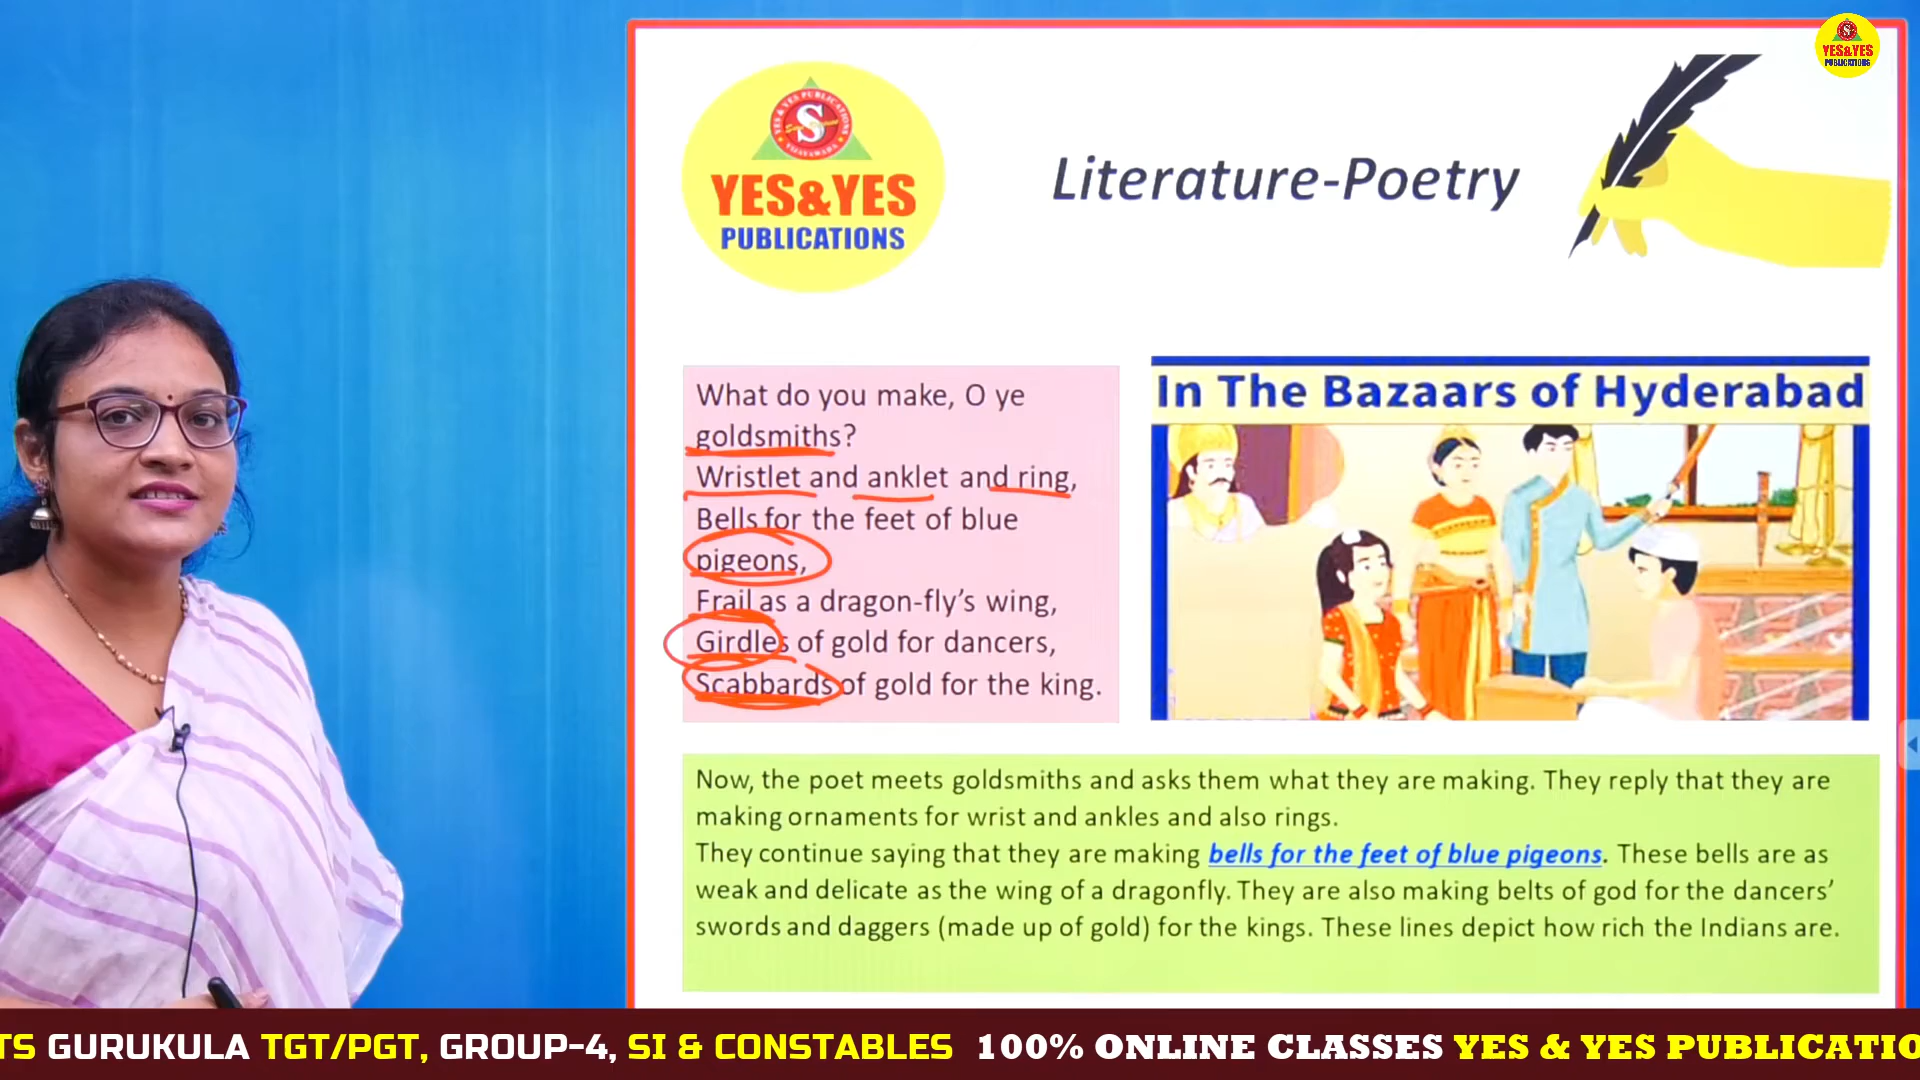 YES&YES
PUBLICATIONS
YES & YES PUBLICATIONS
S
VIJAYAWADA
YES&YES
PUBLICATIONS
Literature-Poetry
What do you make, O ye
goldsmiths?
Wristlet and anklet and ring,
Bells for the feet of blue
pigeons,
Frail as a dragon-fly’s wing,
Girdles of gold for dancers,
Scabbards of gold for the king.
In The Bazaars of Hyderabad
Now, the poet meets goldsmiths and asks them what they are making. They reply that they are
making ornaments for wrist and ankles and also rings.
They continue saying that they are making bells for the feet of blue pigeons. These bells are as
weak and delicate as the wing of a dragonfly. They are also making belts of god for the dancers’
swords and daggers (made up of gold) for the kings. These lines depict how rich the Indians are.
TS GURUKULA TGT/PGT, GROUP-4, SI & CONSTABLES 100% ONLINE CLASSES YES & YES PUBLICATIO